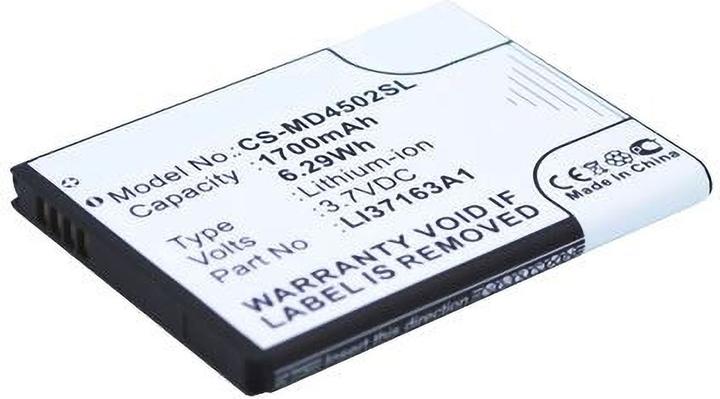 Model No: CS-MD4502SL
Capacity: 1700mAh
6.29Wh
Type Lithium-ion
Volts 3.7VDC
Part No LI37163A1
WARRANTY VOID IF
LABEL IS REMOVED
CE
Made in China